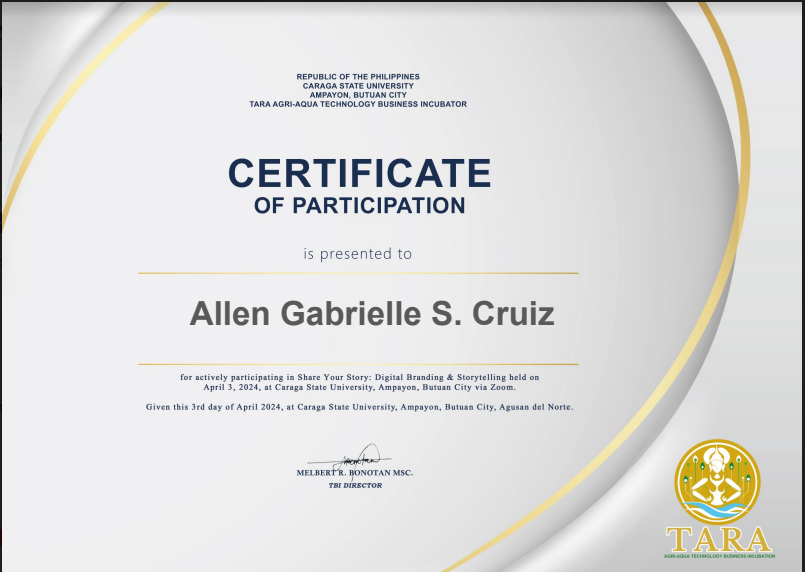 REPUBLIC OF THE PHILIPPINES
CARAGA STATE UNIVERSITY
AMPAYON, BUTUAN CITY
TARA AGRI-AQUA TECHNOLOGY BUSINESS INCUBATOR
CERTIFICATE
OF PARTICIPATION
is presented to
Allen Gabrielle S. Cruiz
for actively participating in Share Your Story: Digital Branding & Storytelling held on
April 3, 2024, at Caraga State University, Ampayon, Butuan City via Zoom.
Given this 3rd day of April 2024, at Caraga State University, Ampayon, Butuan City, Agusan del Norte.
MELBERT R. BONOTAN MSC.
TBI DIRECTOR
TARA
AGRI-AQUA TECHNOLOGY BUSINESS INCUBATION